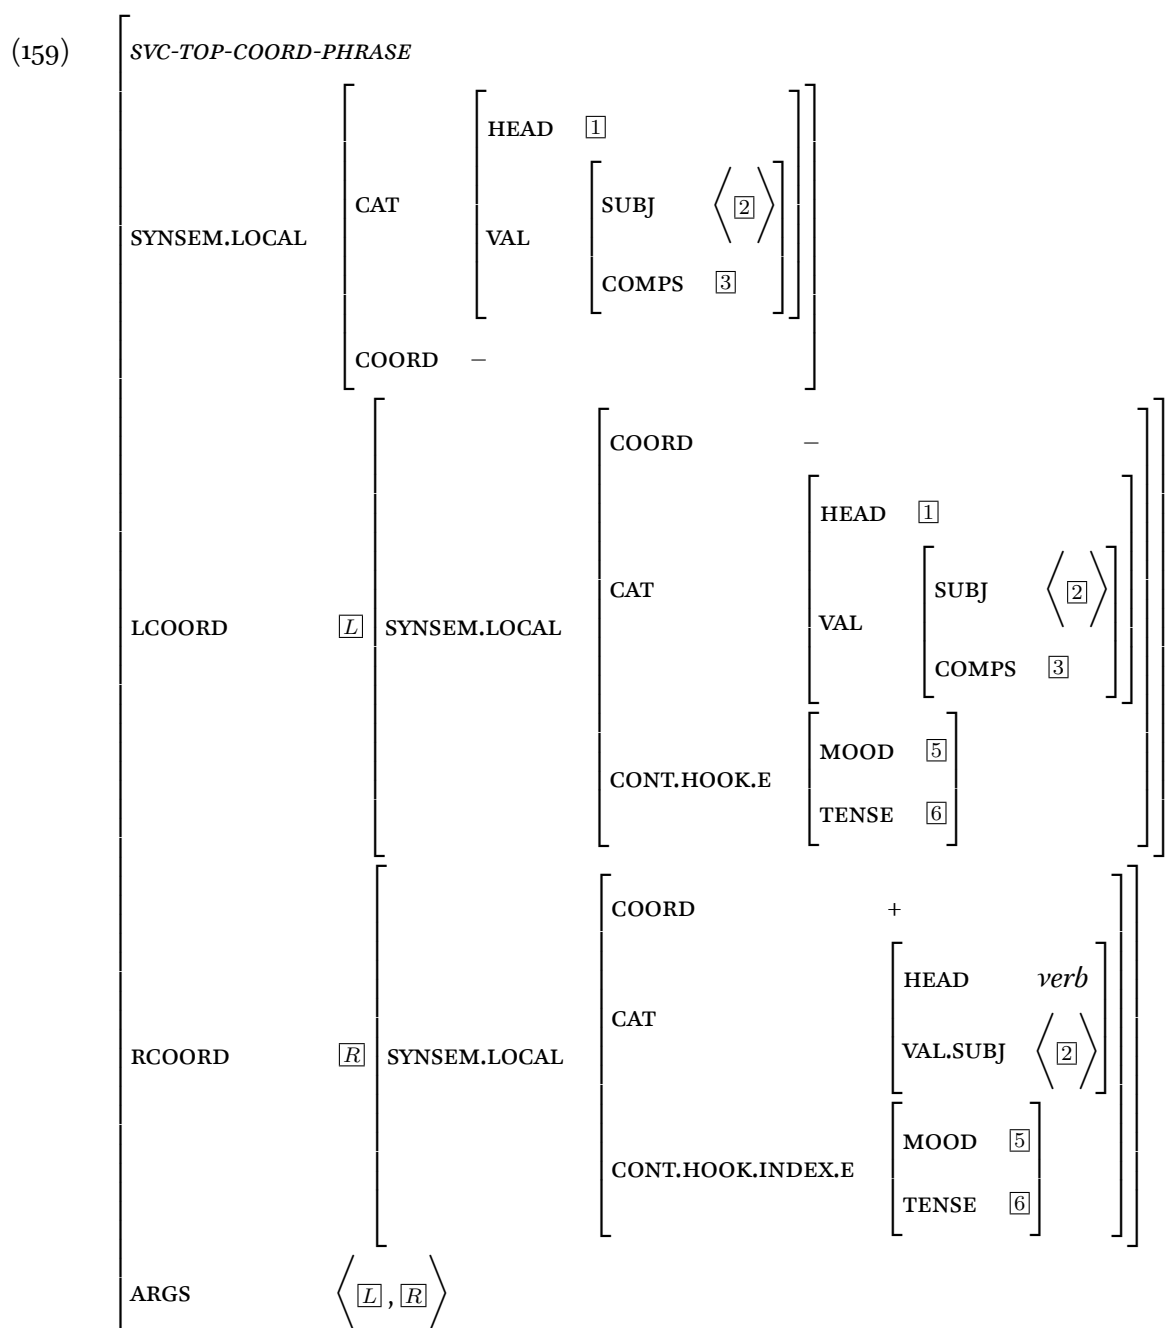 (159) SVC-TOP-COORD-PHRASE
HEAD 1
CAT SUBJ ⟨ 2 ⟩
SYNSEM.LOCAL VAL
COMPS 3
COORD −
COORD −
HEAD 1
CAT SUBJ ⟨ 2 ⟩
LCOORD L SYNSEM.LOCAL VAL
COMPS 3
MOOD 5
CONT.HOOK.E
TENSE 6
COORD +
HEAD verb
CAT
RCOORD R SYNSEM.LOCAL VAL.SUBJ ⟨ 2 ⟩
MOOD 5
CONT.HOOK.INDEX.E
TENSE 6
ARGS ⟨ L , R ⟩